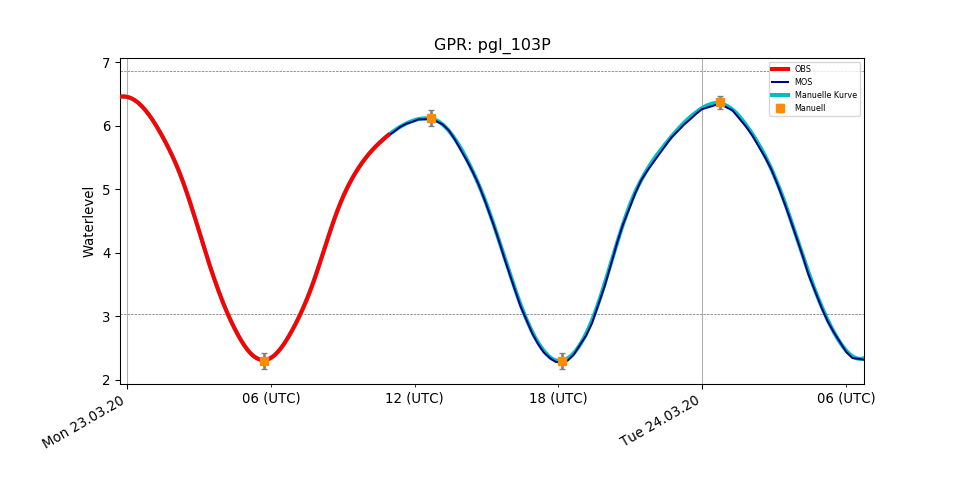 GPR: pgl_103P
7
6
5
4
3
2
Waterlevel
OBS
MOS
Manuelle Kurve
Manuell
Mon 23.03.20
06 (UTC)
12 (UTC)
18 (UTC)
Tue 24.03.20
06 (UTC)